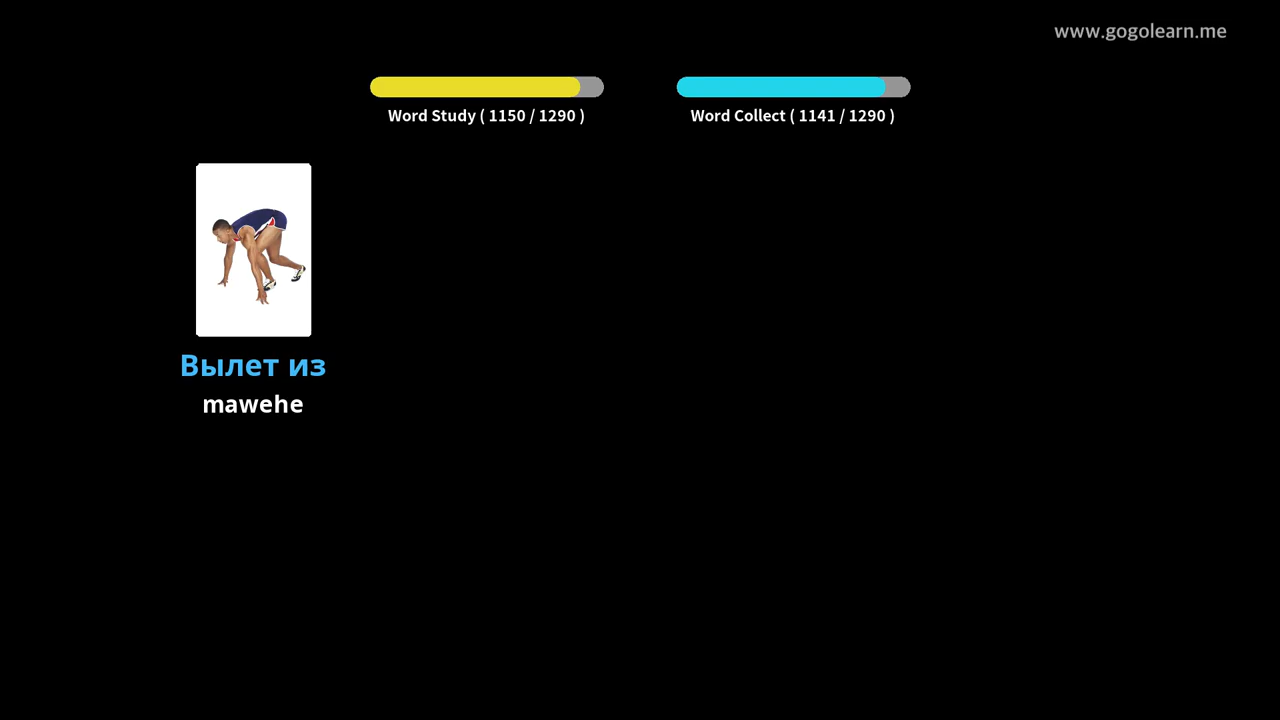 www.gogolearn.me
Word Study ( 1150 / 1290 )
Word Collect ( 1141 / 1290 )
Вылет из
mawehe